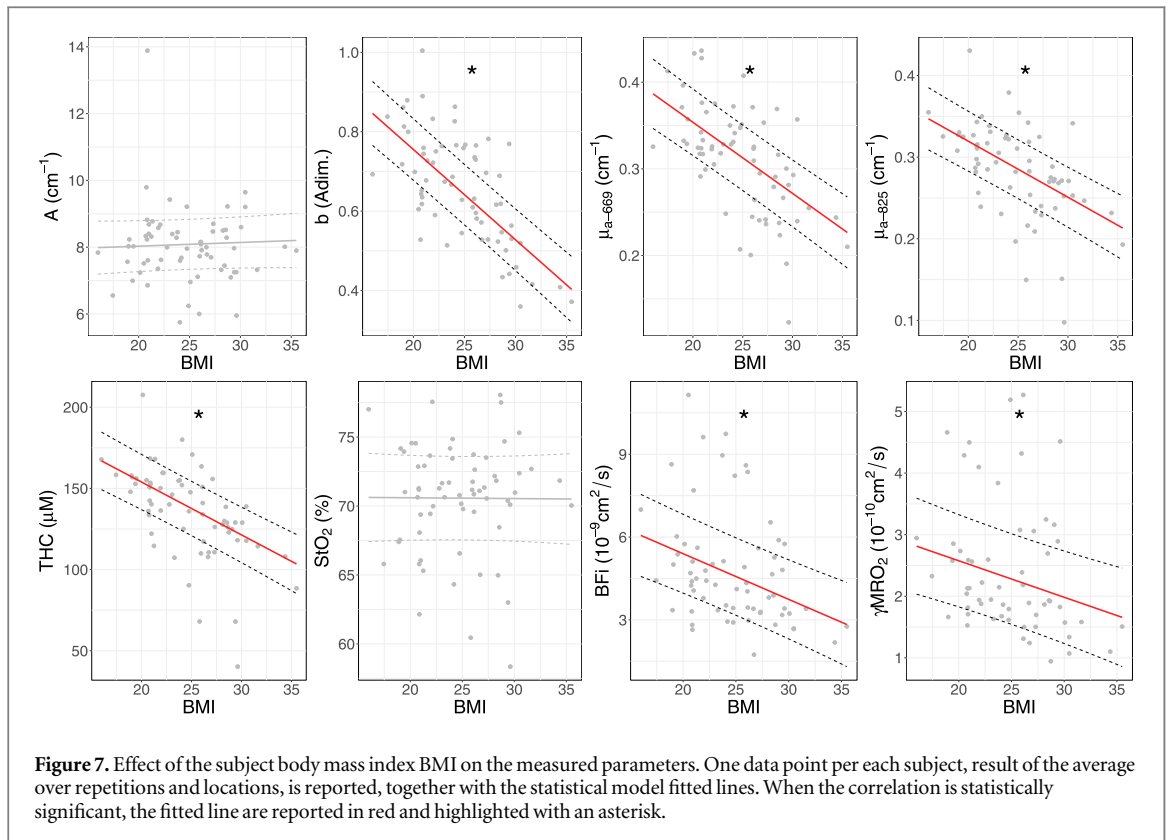 A (cm⁻¹)
14
12
10
8
6
20 25 30 35
BMI
b (Adim.)
1.0
0.8
0.6
0.4
*
20 25 30 35
BMI
μa−669 (cm⁻¹)
0.4
0.3
0.2
*
20 25 30 35
BMI
μa−825 (cm⁻¹)
0.4
0.3
0.2
0.1
*
20 25 30 35
BMI
THC (μM)
200
150
100
50
*
20 25 30 35
BMI
StO₂ (%)
75
70
65
60
20 25 30 35
BMI
BFi (10⁻⁹cm²/s)
9
6
3
*
20 25 30 35
BMI
γMRO₂ (10⁻¹⁰cm²/s)
5
4
3
2
1
*
20 25 30 35
BMI
Figure 7. Effect of the subject body mass index BMI on the measured parameters. One data point per each subject, result of the average
over repetitions and locations, is reported, together with the statistical model fitted lines. When the correlation is statistically
significant, the fitted line are reported in red and highlighted with an asterisk.